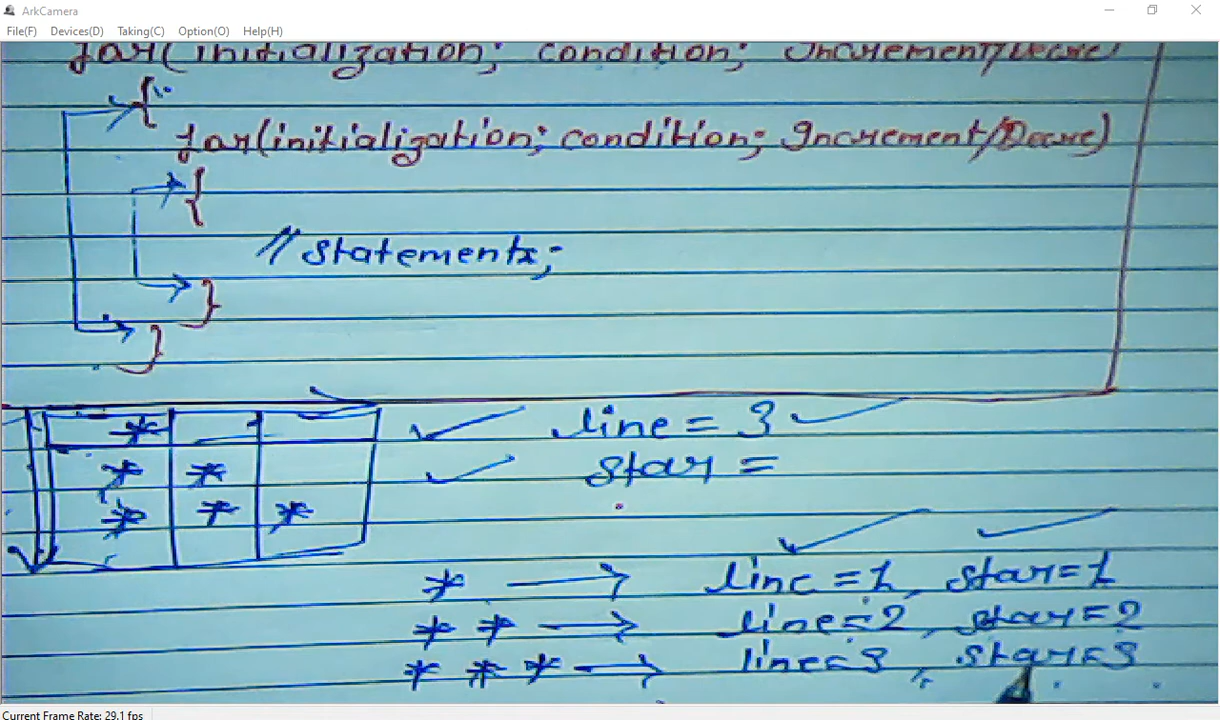 ArkCamera
File(F) Devices(D) Taking(C) Option(O) Help(H)
for(initialization; condition; Increment/Decre
{
for(initialization; condition; Increment/Decre)
{
// statements;
}
}
* line = 3
* * star =
* * *
* → line = 1, star = 1
* * → line = 2, star = 2
* * * → line = 3, star = 3
Current Frame Rate: 29.1 fps